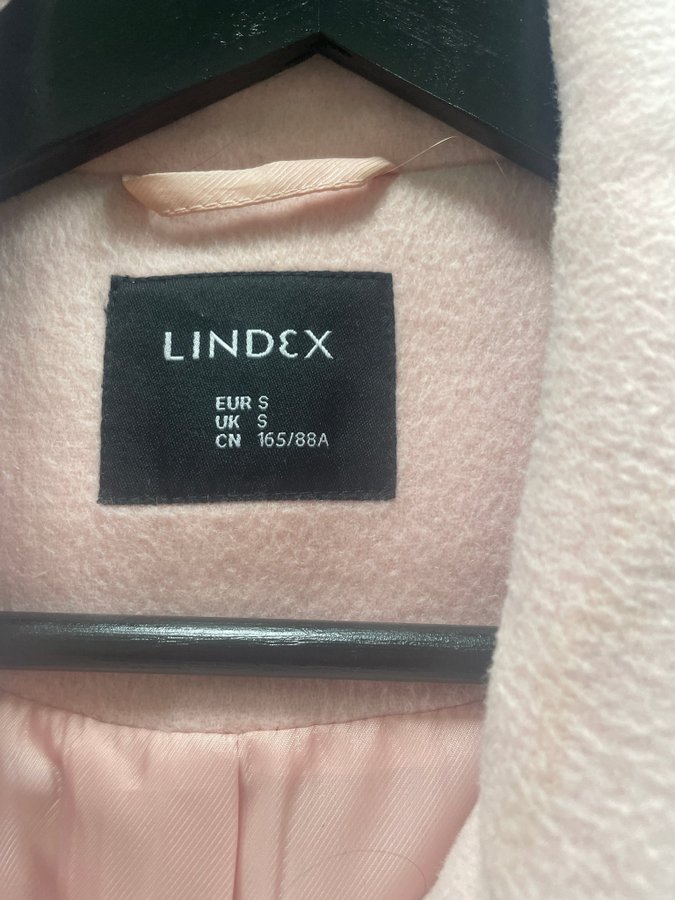 LINDEX
EUR S
UK S
CN 165/88A